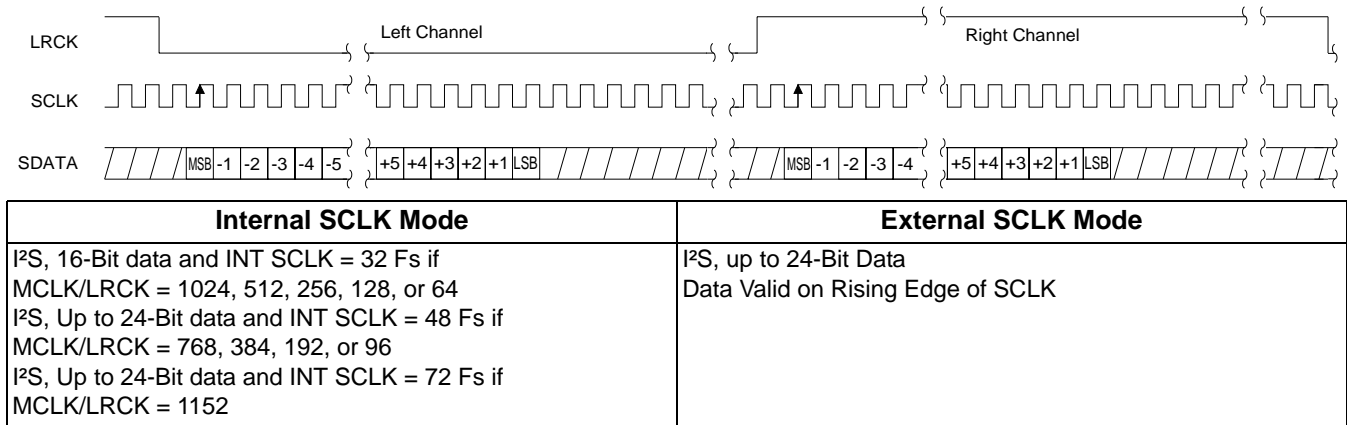 LRCK Left Channel Right Channel
SCLK
SDATA MSB -1 -2 -3 -4 -5 +5 +4 +3 +2 +1 LSB MSB -1 -2 -3 -4 +5 +4 +3 +2 +1 LSB
Internal SCLK Mode External SCLK Mode
I²S, 16-Bit data and INT SCLK = 32 Fs if
MCLK/LRCK = 1024, 512, 256, 128, or 64
I²S, Up to 24-Bit data and INT SCLK = 48 Fs if
MCLK/LRCK = 768, 384, 192, or 96
I²S, Up to 24-Bit data and INT SCLK = 72 Fs if
MCLK/LRCK = 1152
I²S, up to 24-Bit Data
Data Valid on Rising Edge of SCLK